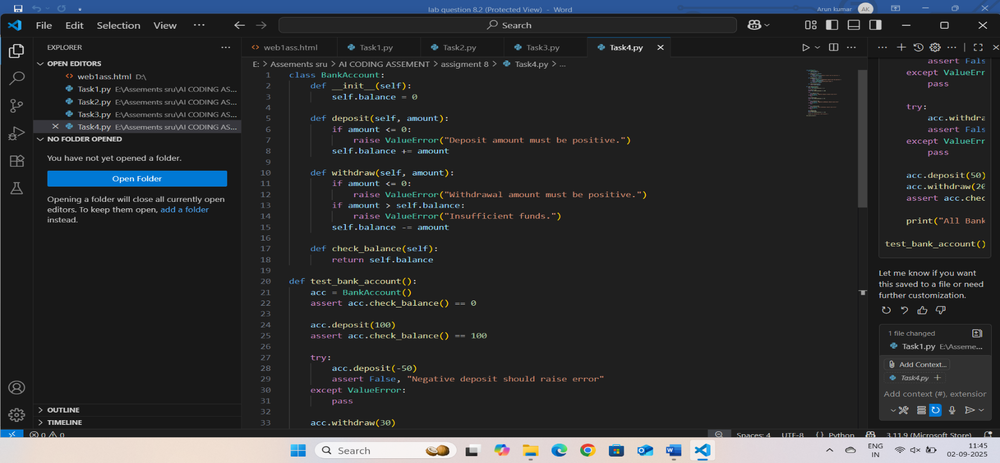 lab question 8.2 (Protected View) - Word
Arun kumar
AK
File Edit Selection View ···
Search
EXPLORER
OPEN EDITORS
web1ass.html D:\
Task1.py E:\Assements sru\AI CODING AS...
Task2.py E:\Assements sru\AI CODING AS...
Task3.py E:\Assements sru\AI CODING AS...
Task4.py E:\Assements sru\AI CODING AS...
NO FOLDER OPENED
You have not yet opened a folder.
Open Folder
Opening a folder will close all currently open
editors. To keep them open, add a folder
instead.
OUTLINE
TIMELINE
web1ass.html Task1.py Task2.py Task3.py Task4.py
E: > Assements sru > AI CODING ASSEMENT > assigment 8 > Task4.py > ...
1 class BankAccount:
2 def __init__(self):
3 self.balance = 0
4
5 def deposit(self, amount):
6 if amount <= 0:
7 raise ValueError("Deposit amount must be positive.")
8 self.balance += amount
9
10 def withdraw(self, amount):
11 if amount <= 0:
12 raise ValueError("Withdrawal amount must be positive.")
13 if amount > self.balance:
14 raise ValueError("Insufficient funds.")
15 self.balance -= amount
16
17 def check_balance(self):
18 return self.balance
19
20 def test_bank_account():
21 acc = BankAccount()
22 assert acc.check_balance() == 0
23
24 acc.deposit(100)
25 assert acc.check_balance() == 100
26
27 try:
28 acc.deposit(-50)
29 assert False, "Negative deposit should raise error"
30 except ValueError:
31 pass
32
33 acc.withdraw(30)
assert Fals
except ValueErr
pass
try:
acc.withdra
assert Fals
except ValueErr
pass
acc.deposit(50)
acc.withdraw(20
assert acc.chec
print("All Bank
test_bank_account()
Let me know if you want
this saved to a file or need
further customization.
1 file changed
Task1.py E:\Asseme...
Add Context...
Task4.py
Add context (#), extension
0 0
Spaces: 4 UTF-8 {} Python 3.11.9 (Microsoft Store)
Search
ENG
IN
11:45
02-09-2025